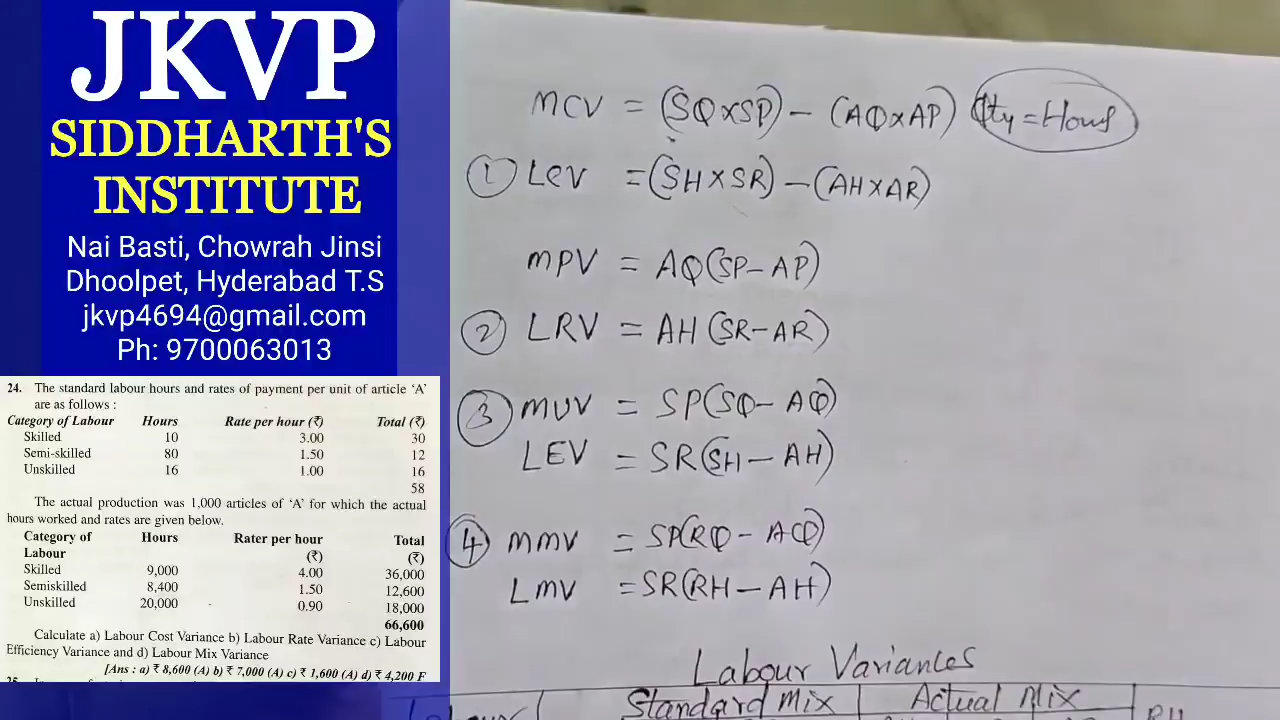 JKVP
SIDDHARTH'S
INSTITUTE
Nai Basti, Chowrah Jinsi
Dhoolpet, Hyderabad T.S
jkvp4694@gmail.com
Ph: 9700063013
24. The standard labour hours and rates of payment per unit of article 'A'
are as follows :
Category of Labour Hours Rate per hour (₹) Total (₹)
Skilled 10 3.00 30
Semi-skilled 80 1.50 12
Unskilled 16 1.00 16
58
The actual production was 1,000 articles of 'A' for which the actual
hours worked and rates are given below.
Category of Hours Rater per hour Total
Labour (₹) (₹)
Skilled 9,000 4.00 36,000
Semiskilled 8,400 1.50 12,600
Unskilled 20,000 0.90 18,000
66,600
Calculate a) Labour Cost Variance b) Labour Rate Variance c) Labour
Efficiency Variance and d) Labour Mix Variance
[Ans : a) ₹ 8,600 (A) b) ₹ 7,000 (A) c) ₹ 1,600 (A) d) ₹ 4,200 F
MCV = (SQ×SP) – (AQ×AP) Qty = Hours
1 LCV = (SH×SR) – (AH×AR)
MPV = AQ(SP – AP)
2 LRV = AH (SR – AR)
3 MUV = SP(SQ – AQ)
LEV = SR(SH – AH)
4 MMV = SP(RQ – AQ)
LMV = SR(RH – AH)
Labour Variances
Labour Standard Mix Actual Mix RH